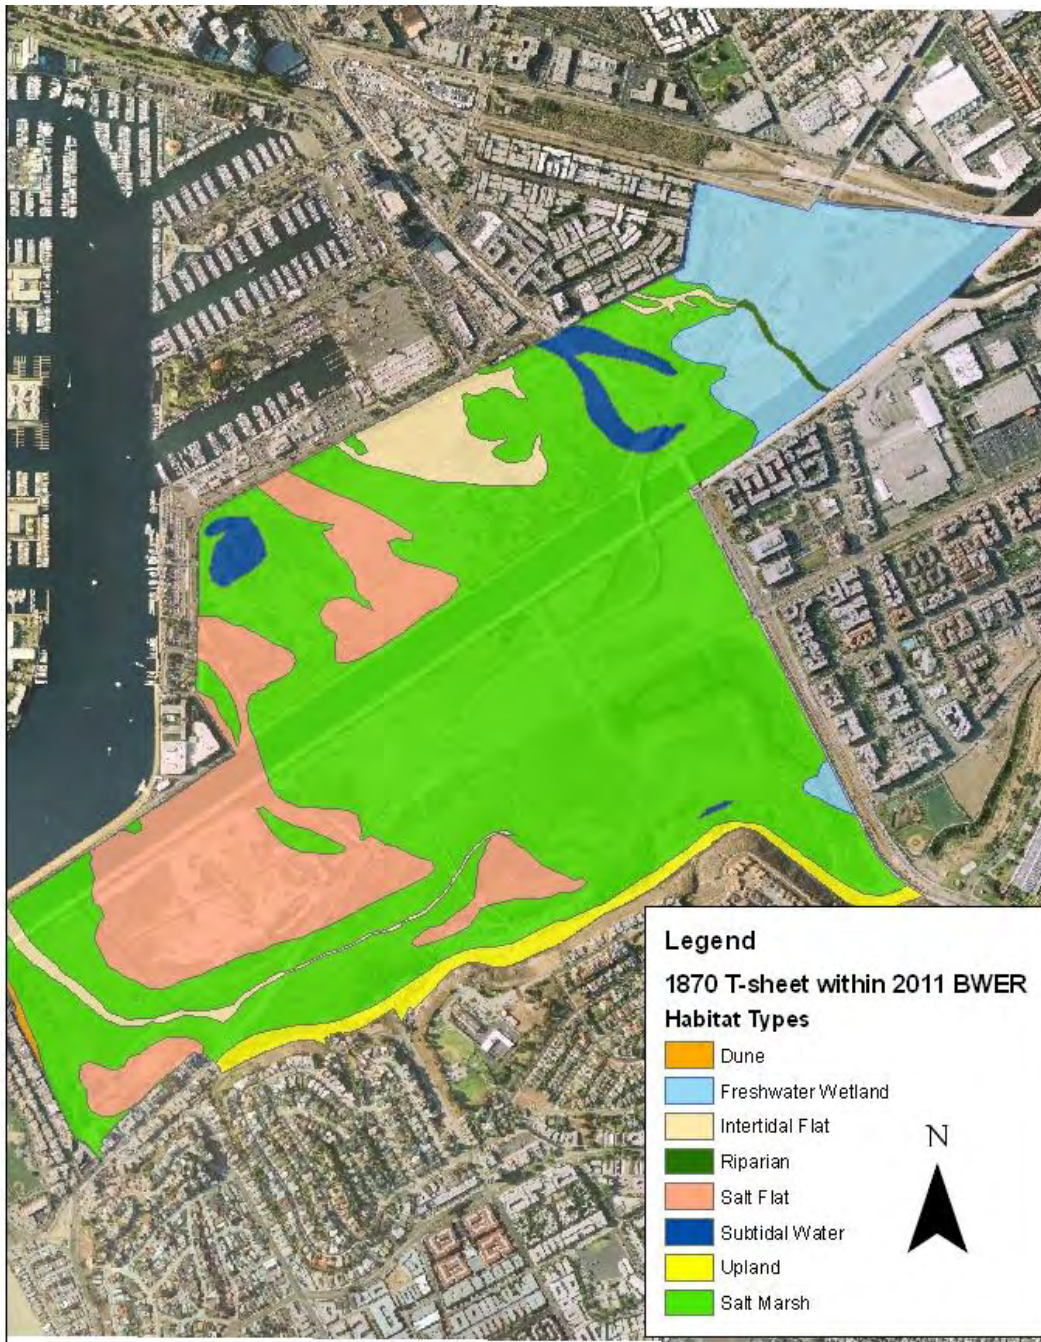 Legend
1870 T-sheet within 2011 BWER
Habitat Types
Dune
Freshwater Wetland
Intertidal Flat
Riparian
Salt Flat
Subtidal Water
Upland
Salt Marsh
N